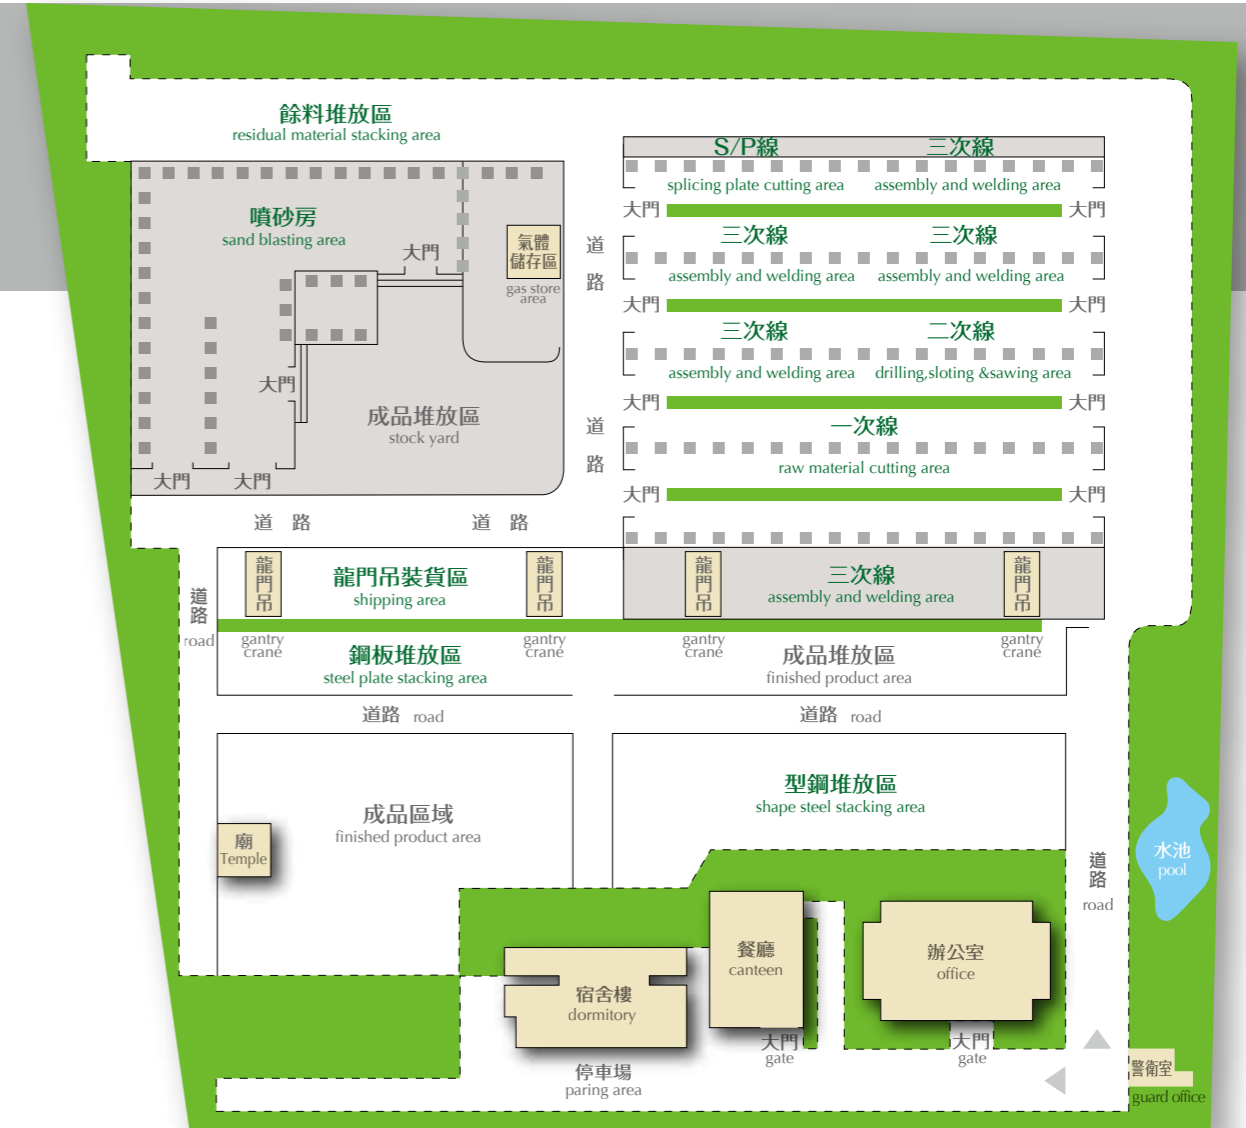 餘料堆放區
residual material stacking area
S/P線
三次線
splicing plate cutting area
assembly and welding area
大門
大門
噴砂房
sand blasting area
大門
氣體
儲存區
gas store
area
道
路
三次線
三次線
assembly and welding area
assembly and welding area
大門
大門
三次線
二次線
assembly and welding area
drilling,sloting &sawing area
大門
大門
大門
成品堆放區
stock yard
道
路
一次線
raw material cutting area
大門
大門
大門
大門
道 路
道 路
龍門吊
龍門吊裝貨區
shipping area
龍門吊
龍門吊
三次線
assembly and welding area
龍門吊
道路
road
gantry
crane
gantry
crane
gantry
crane
gantry
crane
鋼板堆放區
steel plate stacking area
成品堆放區
finished product area
道路 road
道路 road
成品區域
finished product area
型鋼堆放區
shape steel stacking area
廟
Temple
道路
road
水池
pool
餐廳
canteen
辦公室
office
宿舍樓
dormitory
大門
gate
大門
gate
停車場
paring area
警衛室
guard office